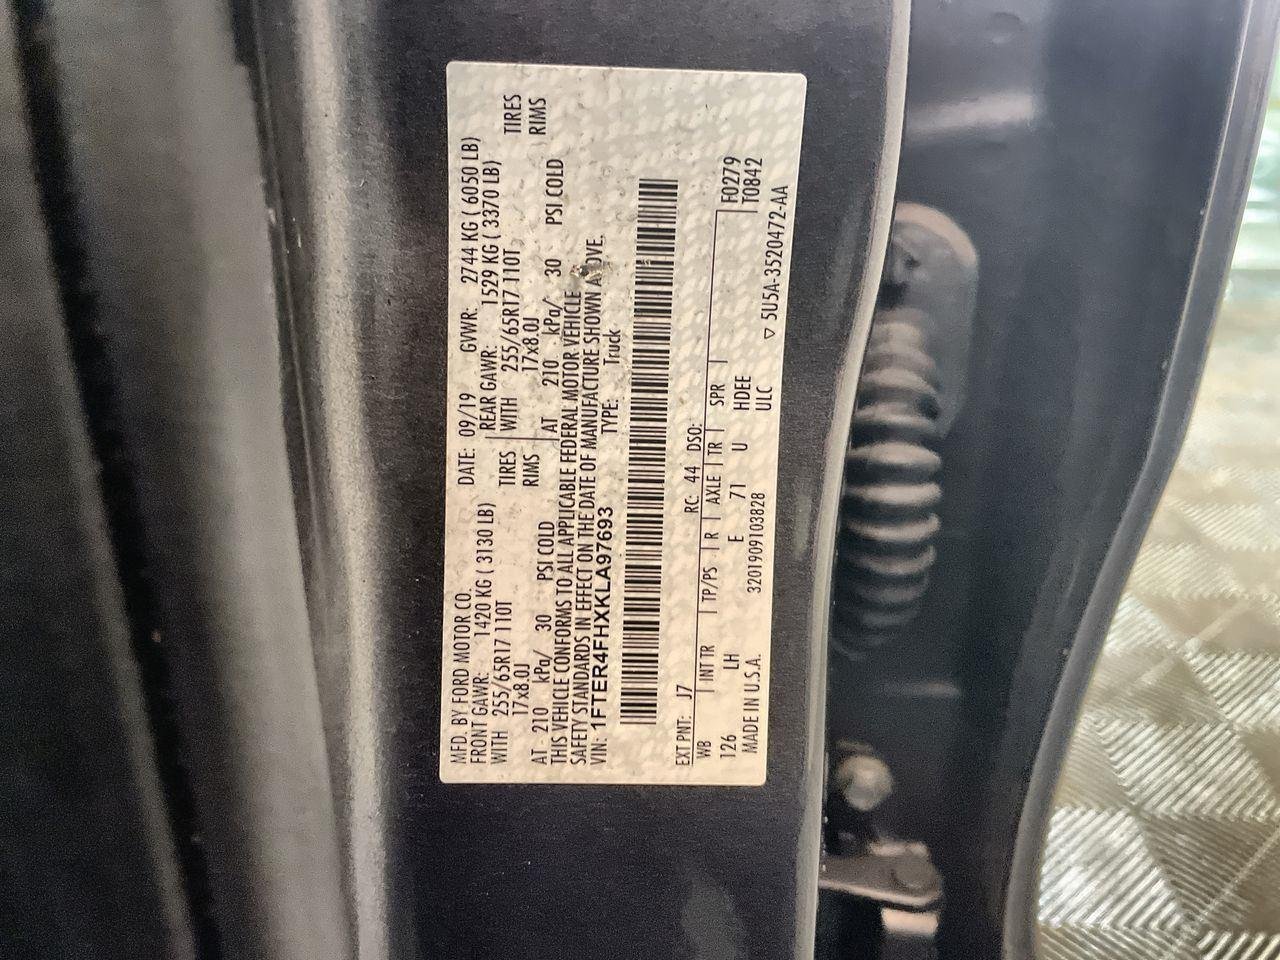 MFD. BY FORD MOTOR CO. DATE: 09/19 GVWR: 2744 KG ( 6050 LB)
FRONT GAWR: 1420 KG ( 3130 LB) REAR GAWR: 1529 KG ( 3370 LB)
WITH 255/65R17 110T TIRES WITH 255/65R17 110T TIRES
17x8.0J RIMS 17x8.0J RIMS
AT 210 kPa/ 30 PSI COLD AT 210 kPa/ 30 PSI COLD
THIS VEHICLE CONFORMS TO ALL APPLICABLE FEDERAL MOTOR VEHICLE
SAFETY STANDARDS IN EFFECT ON THE DATE OF MANUFACTURE SHOWN ABOVE.
VIN: 1FTER4FHXKLA97693 TYPE: Truck
EXT PNT: J7 RC: 44 DSO:
WB INT TR TP/PS R AXLE TR SPR F0279
126 LH E 71 U HDEE T0842
MADE IN U.S.A. 3201909103828 ULC ▽ 5U5A-3520472-AA